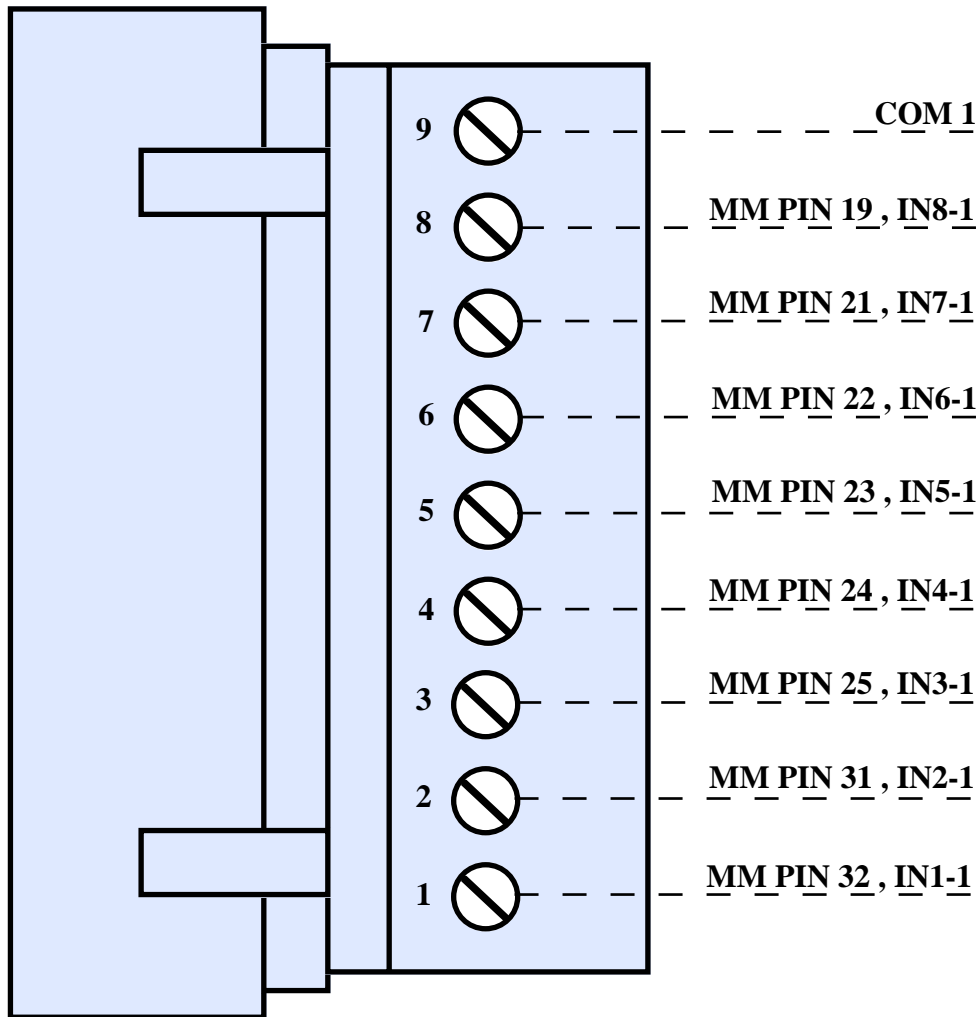 9 COM 1
8 MM PIN 19 , IN8-1
7 MM PIN 21 , IN7-1
6 MM PIN 22 , IN6-1
5 MM PIN 23 , IN5-1
4 MM PIN 24 , IN4-1
3 MM PIN 25 , IN3-1
2 MM PIN 31 , IN2-1
1 MM PIN 32 , IN1-1